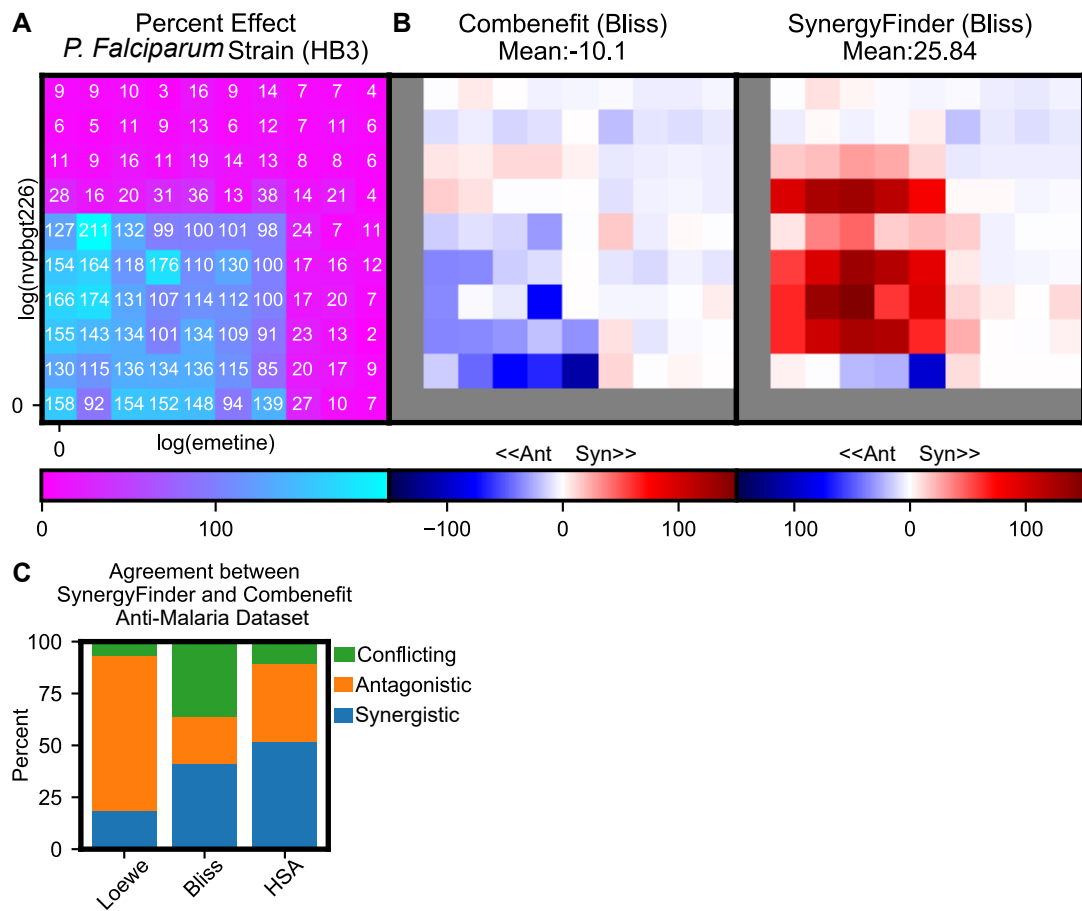 A
Percent Effect
P. Falciparum Strain (HB3)
B
Combenefit (Bliss)
Mean:-10.1
SynergyFinder (Bliss)
Mean:25.84
9 9 10 3 16 9 14 7 7 4
6 5 11 9 13 6 12 7 11 6
11 9 16 11 19 14 13 8 8 6
28 16 20 31 36 13 38 14 21 4
127 211 132 99 100 101 98 24 7 11
154 164 118 176 110 130 100 17 16 12
166 174 131 107 114 112 100 17 20 7
155 143 134 101 134 109 91 23 13 2
130 115 136 134 136 115 85 20 17 9
158 92 154 152 148 94 139 27 10 7
log(nvpbgt226)
0
0
log(emetine)
<<Ant Syn>>
<<Ant Syn>>
0 100
−100 0 100
100 0 100
C
Agreement between
SynergyFinder and Combenefit
Anti-Malaria Dataset
100
75
50
25
0
Percent
Conflicting
Antagonistic
Synergistic
Loewe
Bliss
HSA